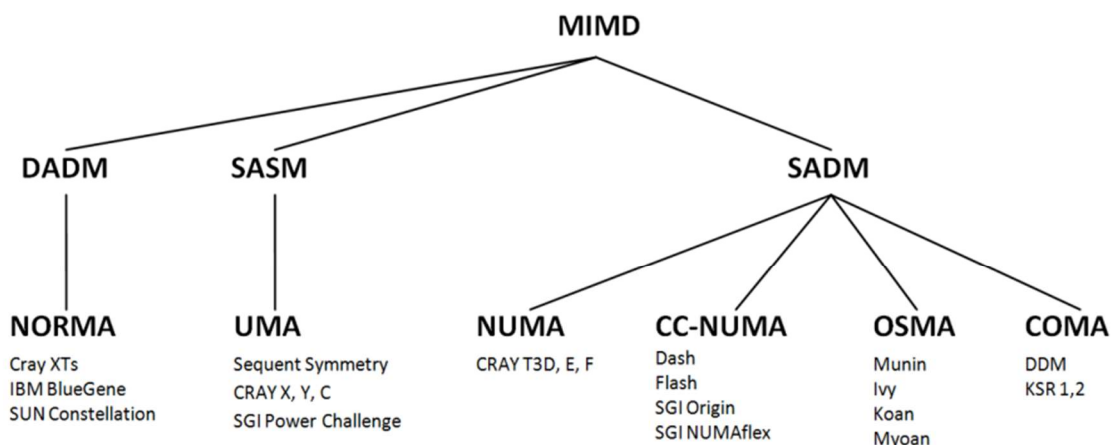 MIMD
DADM SASM SADM
NORMA UMA NUMA CC-NUMA OSMA COMA
Cray XTs
IBM BlueGene
SUN Constellation
Sequent Symmetry
CRAY X, Y, C
SGI Power Challenge
CRAY T3D, E, F
Dash
Flash
SGI Origin
SGI NUMAflex
Munin
Ivy
Koan
Myoan
DDM
KSR 1,2